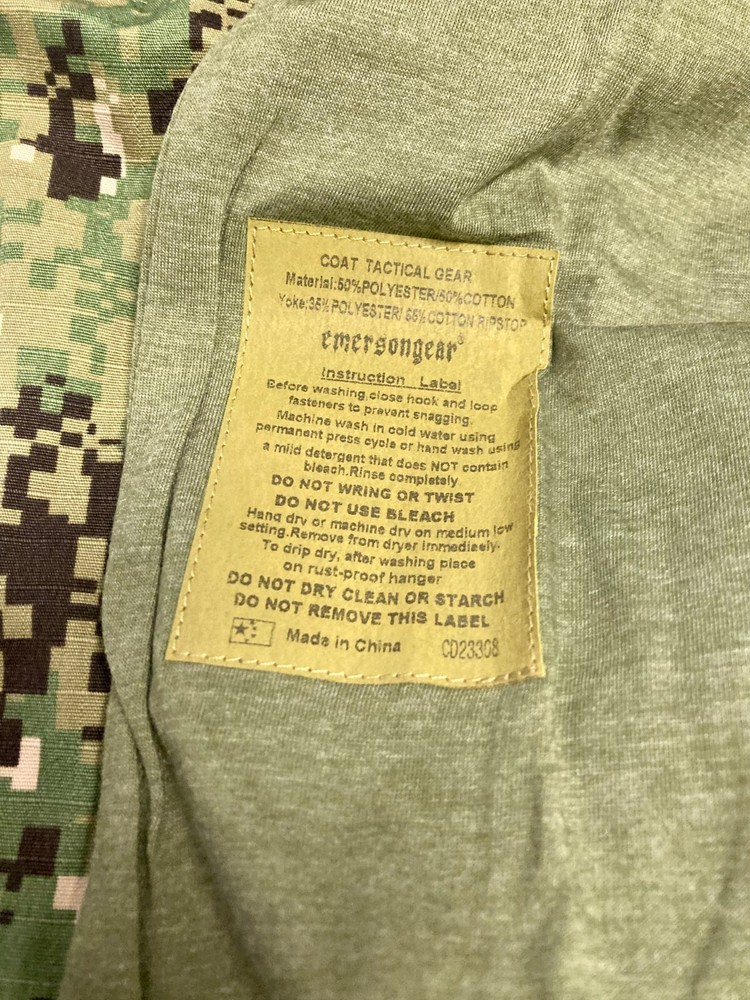 COAT TACTICAL GEAR
Material:50%POLYESTER/50%COTTON
Yoke:35%POLYESTER/ 65%COTTON RIPSTOP
emersongear®
Instruction Label
Before washing,close hook and loop
fasteners to prevent snagging.
Machine wash in cold water using
permanent press cycle or hand wash using
a mild detergent that does NOT contain
bleach.Rinse completely
DO NOT WRING OR TWIST
DO NOT USE BLEACH
Hang dry or machine dry on medium low
setting.Remove from dryer immediately.
To drip dry, after washing place
on rust-proof hanger
DO NOT DRY CLEAN OR STARCH
DO NOT REMOVE THIS LABEL
Made in China CD23308